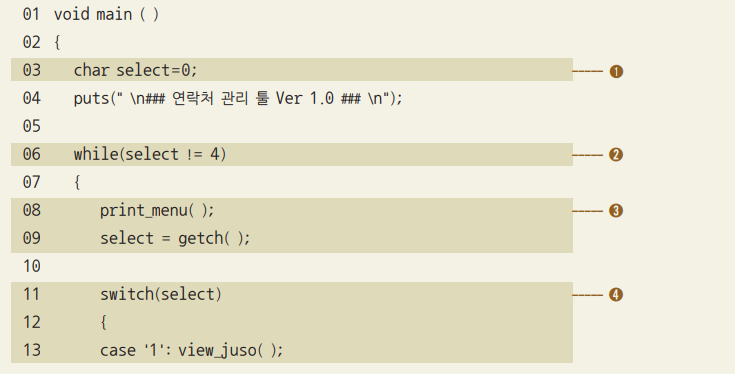 01 void main ( )
02 {
03 char select=0; ❶
04 puts(" \n### 연락처 관리 툴 Ver 1.0 ### \n");
05
06 while(select != 4) ❷
07 {
08 print_menu( ); ❸
09 select = getch( );
10
11 switch(select) ❹
12 {
13 case '1': view_juso( );